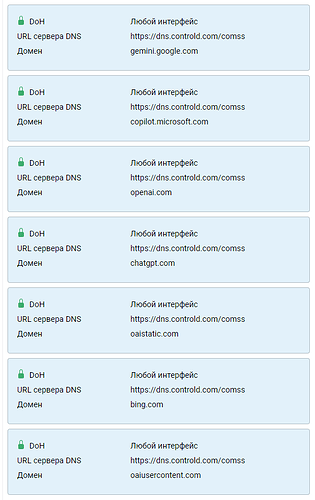 DoH Любой интерфейс
URL сервера DNS https://dns.controld.com/comss
Домен gemini.google.com
DoH Любой интерфейс
URL сервера DNS https://dns.controld.com/comss
Домен copilot.microsoft.com
DoH Любой интерфейс
URL сервера DNS https://dns.controld.com/comss
Домен openai.com
DoH Любой интерфейс
URL сервера DNS https://dns.controld.com/comss
Домен chatgpt.com
DoH Любой интерфейс
URL сервера DNS https://dns.controld.com/comss
Домен oaistatic.com
DoH Любой интерфейс
URL сервера DNS https://dns.controld.com/comss
Домен bing.com
DoH Любой интерфейс
URL сервера DNS https://dns.controld.com/comss
Домен oaiusercontent.com